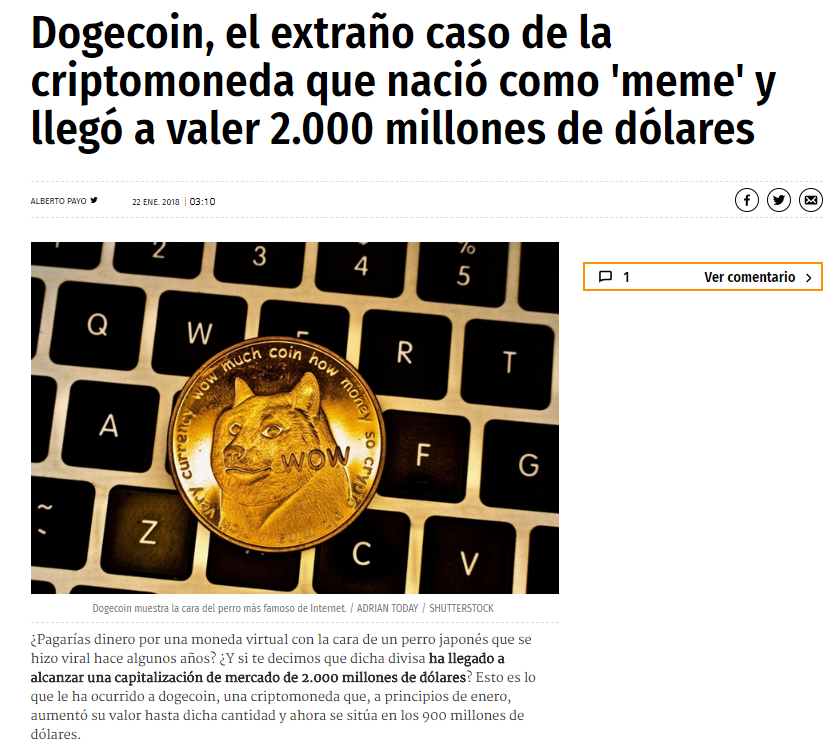 Dogecoin, el extraño caso de la
criptomoneda que nació como 'meme' y
llegó a valer 2.000 millones de dólares
ALBERTO PAYO
22 ENE. 2018 | 03:10
1
Ver comentario
2
3
4
%
5
Q
W
R
T
A
F
G
Z
C
V
very currency wow much coin how money so crypto
WOW
Dogecoin muestra la cara del perro más famoso de Internet. / ADRIAN TODAY / SHUTTERSTOCK
¿Pagarías dinero por una moneda virtual con la cara de un perro japonés que se
hizo viral hace algunos años? ¿Y si te decimos que dicha divisa ha llegado a
alcanzar una capitalización de mercado de 2.000 millones de dólares? Esto es lo
que le ha ocurrido a dogecoin, una criptomoneda que, a principios de enero,
aumentó su valor hasta dicha cantidad y ahora se sitúa en los 900 millones de
dólares.